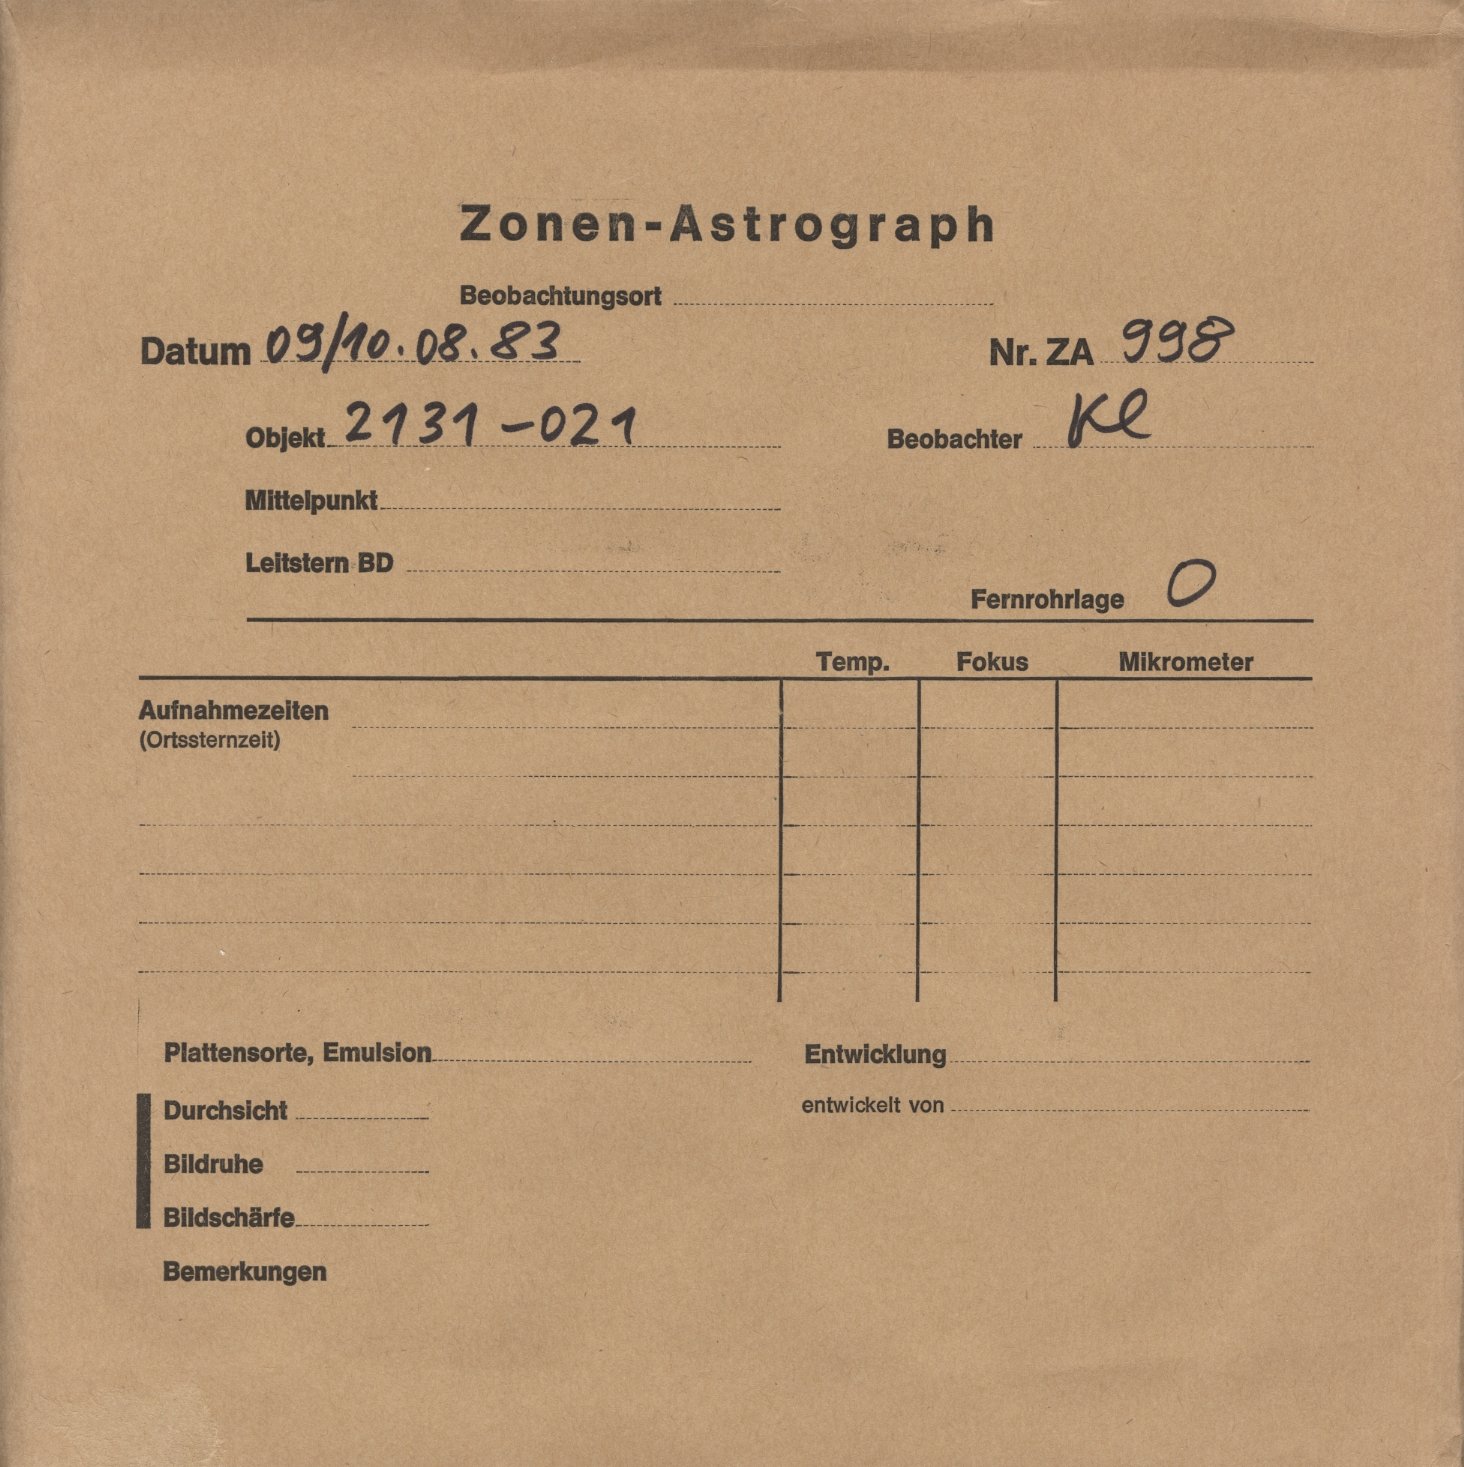 Zonen-Astrograph
Beobachtungsort
Datum 09/10.08.83 Nr. ZA 998
Objekt 2131-021 Beobachter Kl
Mittelpunkt
Leitstern BD
Fernrohrlage O
Temp. Fokus Mikrometer
Aufnahmezeiten
(Ortssternzeit)
Plattensorte, Emulsion Entwicklung
Durchsicht entwickelt von
Bildruhe
Bildschärfe
Bemerkungen